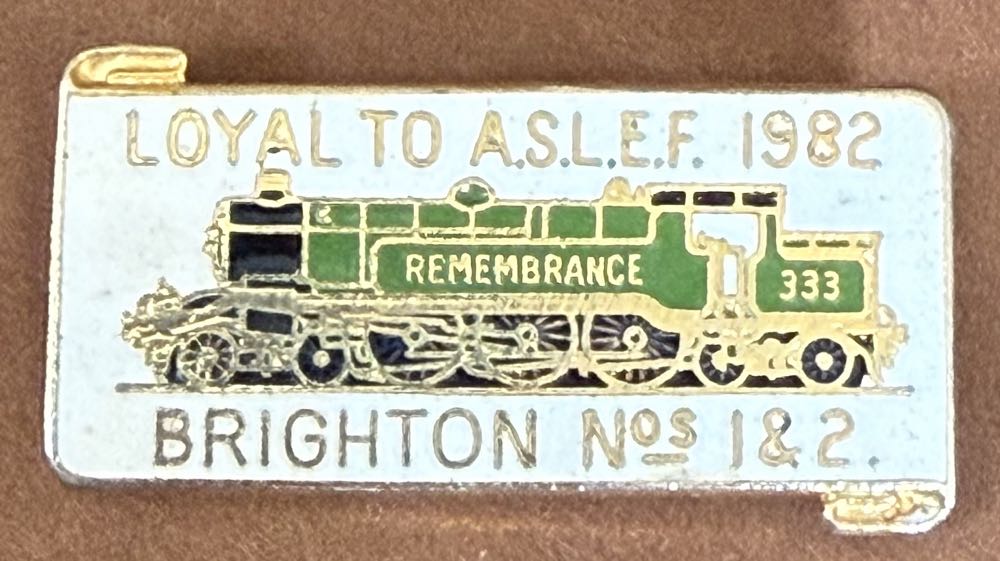 LOYAL TO A.S.L.E.F. 1982
REMEMBRANCE
333
BRIGHTON Nos 1 & 2.